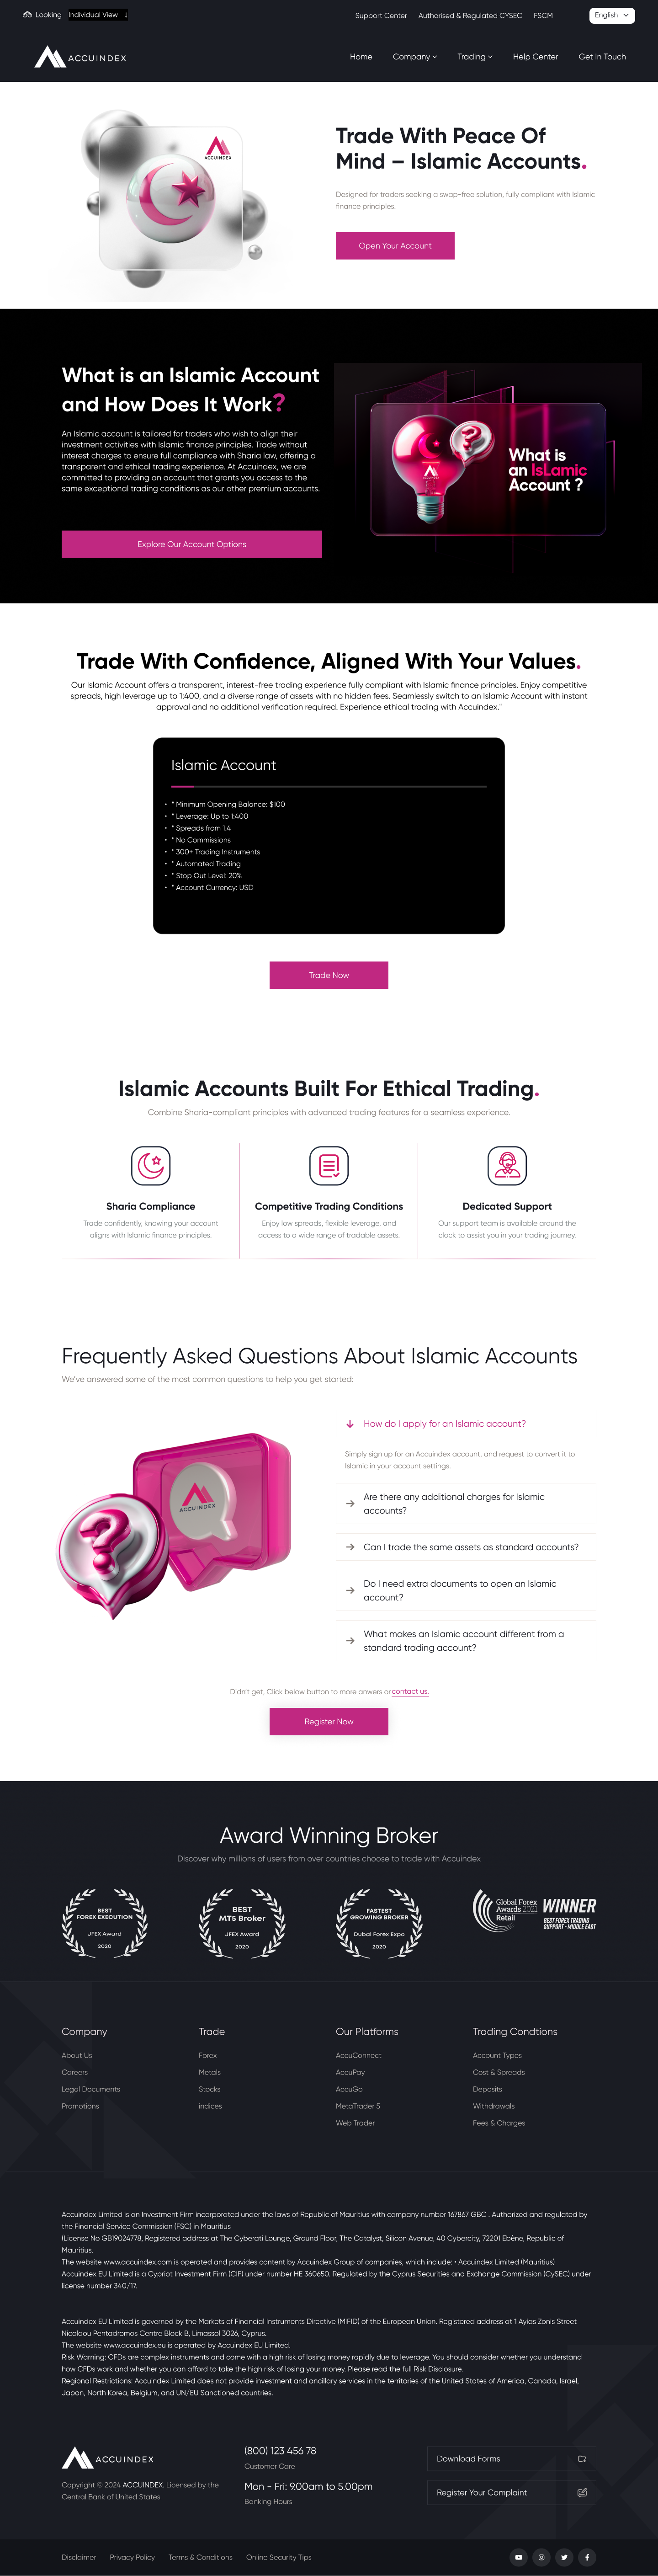 Looking Individual View ↓
Support Center Authorised & Regulated CYSEC FSCM English
ACCUINDEX
Home Company Trading Help Center Get In Touch
ACCUINDEX
Trade With Peace Of
Mind – Islamic Accounts.
Designed for traders seeking a swap-free solution, fully compliant with Islamic
finance principles.
Open Your Account
What is an Islamic Account
and How Does It Work?
An Islamic account is tailored for traders who wish to align their
investment activities with Islamic finance principles. Trade without
interest charges to ensure full compliance with Sharia law, offering a
transparent and ethical trading experience. At Accuindex, we are
committed to providing an account that grants you access to the
same exceptional trading conditions as our other premium accounts.
Explore Our Account Options
ACCUINDEX
What is
an IsLamic
Account ?
Trade With Confidence, Aligned With Your Values.
Our Islamic Account offers a transparent, interest-free trading experience fully compliant with Islamic finance principles. Enjoy competitive
spreads, high leverage up to 1:400, and a diverse range of assets with no hidden fees. Seamlessly switch to an Islamic Account with instant
approval and no additional verification required. Experience ethical trading with Accuindex."
Islamic Account
• * Minimum Opening Balance: $100
• * Leverage: Up to 1:400
• * Spreads from 1.4
• * No Commissions
• * 300+ Trading Instruments
• * Automated Trading
• * Stop Out Level: 20%
• * Account Currency: USD
Trade Now
Islamic Accounts Built For Ethical Trading.
Combine Sharia-compliant principles with advanced trading features for a seamless experience.
Sharia Compliance
Trade confidently, knowing your account
aligns with Islamic finance principles.
Competitive Trading Conditions
Enjoy low spreads, flexible leverage, and
access to a wide range of tradable assets.
Dedicated Support
Our support team is available around the
clock to assist you in your trading journey.
Frequently Asked Questions About Islamic Accounts
We've answered some of the most common questions to help you get started:
ACCUINDEX
How do I apply for an Islamic account?
Simply sign up for an Accuindex account, and request to convert it to
Islamic in your account settings.
Are there any additional charges for Islamic
accounts?
Can I trade the same assets as standard accounts?
Do I need extra documents to open an Islamic
account?
What makes an Islamic account different from a
standard trading account?
Didn't get, Click below button to more anwers or contact us.
Register Now
Award Winning Broker
Discover why millions of users from over countries choose to trade with Accuindex
BEST
FOREX EXECUTION
JFEX Award
2020
BEST
MT5 Broker
JFEX Award
2020
FASTEST
GROWING BROKER
Dubai Forex Expo
2020
Global Forex
Awards 2021
Retail
WINNER
BEST FOREX TRADING
SUPPORT - MIDDLE EAST
Company
About Us
Careers
Legal Documents
Promotions
Trade
Forex
Metals
Stocks
indices
Our Platforms
AccuConnect
AccuPay
AccuGo
MetaTrader 5
Web Trader
Trading Condtions
Account Types
Cost & Spreads
Deposits
Withdrawals
Fees & Charges
Accuindex Limited is an Investment Firm incorporated under the laws of Republic of Mauritius with company number 167867 GBC . Authorized and regulated by
the Financial Service Commission (FSC) in Mauritius
(License No GB19024778, Registered address at The Cyberati Lounge, Ground Floor, The Catalyst, Silicon Avenue, 40 Cybercity, 72201 Ebène, Republic of
Mauritius.
The website www.accuindex.com is operated and provides content by Accuindex Group of companies, which include: • Accuindex Limited (Mauritius)
Accuindex EU Limited is a Cypriot Investment Firm (CIF) under number HE 360650. Regulated by the Cyprus Securities and Exchange Commission (CySEC) under
license number 340/17.
Accuindex EU Limited is governed by the Markets of Financial Instruments Directive (MIFID) of the European Union. Registered address at 1 Ayias Zonis Street
Nicolaou Pentadromos Centre Block B, Limassol 3026, Cyprus.
The website www.accuindex.eu is operated by Accuindex EU Limited.
Risk Warning: CFDs are complex instruments and come with a high risk of losing money rapidly due to leverage. You should consider whether you understand
how CFDs work and whether you can afford to take the high risk of losing your money. Please read the full Risk Disclosure.
Regional Restrictions: Accuindex Limited does not provide investment and ancillary services in the territories of the United States of America, Canada, Israel,
Japan, North Korea, Belgium, and UN/EU Sanctioned countries.
ACCUINDEX
Copyright © 2024 ACCUINDEX. Licensed by the
Central Bank of United States.
(800) 123 456 78
Customer Care
Mon - Fri: 9.00am to 5.00pm
Banking Hours
Download Forms
Register Your Complaint
Disclaimer Privacy Policy Terms & Conditions Online Security Tips